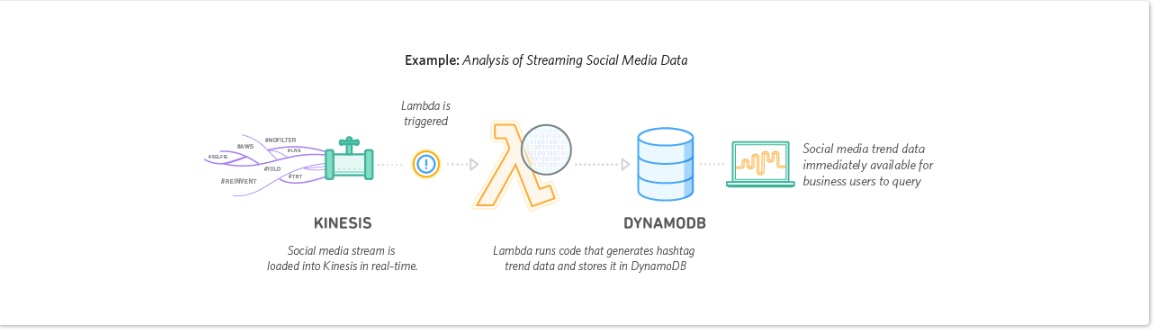 Example: Analysis of Streaming Social Media Data
Lambda is
triggered
#NOFILTER
#AWS
#LIKE
#SELFIE
#YOLO
#TBT
#REINVENT
Social media trend data
immediately available for
business users to query
KINESIS
DYNAMODB
Social media stream is
loaded into Kinesis in real-time.
Lambda runs code that generates hashtag
trend data and stores it in DynamoDB